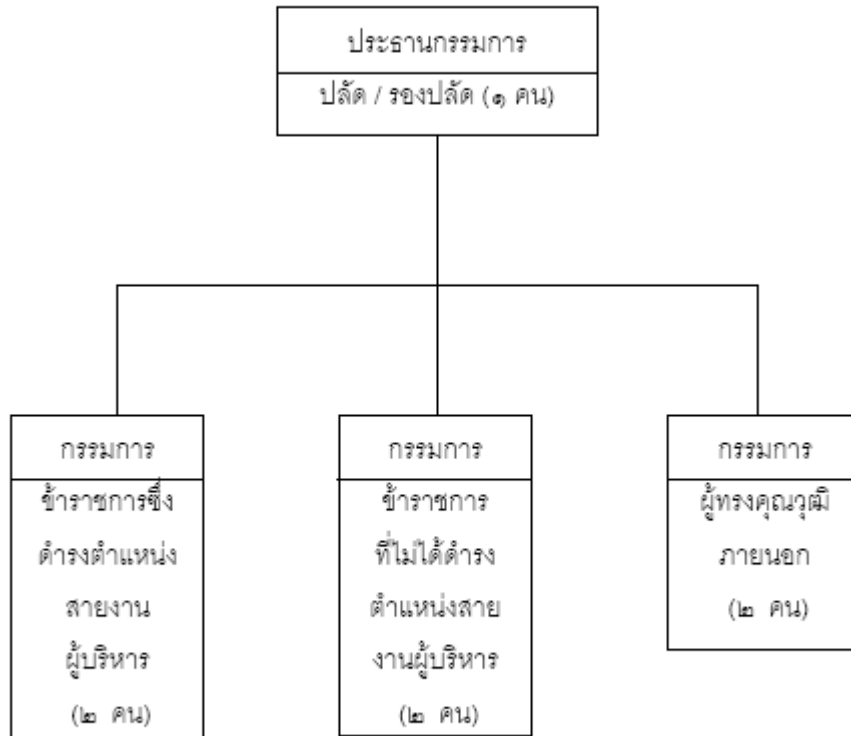 ประธานกรรมการ
ปลัด / รองปลัด (๑ คน)
กรรมการ
ข้าราชการซึ่ง
ดำรงตำแหน่ง
สายงาน
ผู้บริหาร
(๒ คน)
กรรมการ
ข้าราชการ
ที่ไม่ได้ดำรง
ตำแหน่งสาย
งานผู้บริหาร
(๒ คน)
กรรมการ
ผู้ทรงคุณวุฒิ
ภายนอก
(๒ คน)